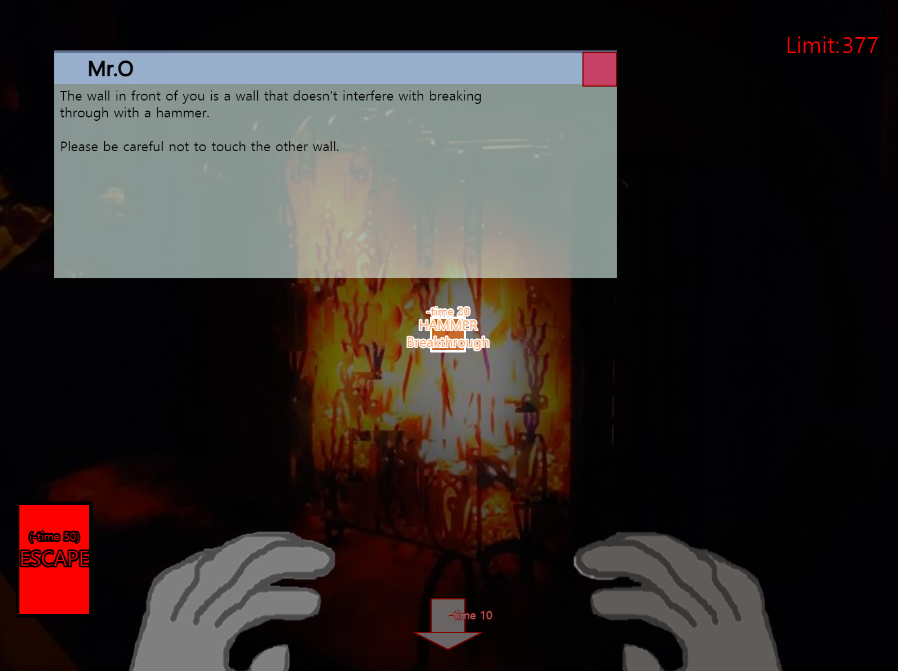 Limit:377
Mr.O
The wall in front of you is a wall that doesn't interfere with breaking
through with a hammer.
Please be careful not to touch the other wall.
-time 20
HAMMER
Breakthrough
(-time 50)
ESCAPE
-time 10